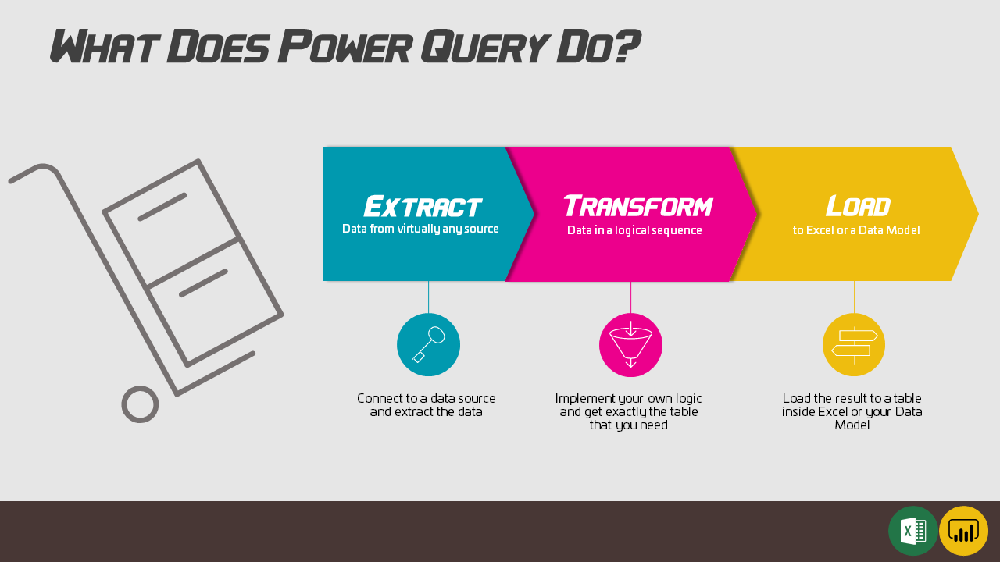 What Does Power Query Do?
Extract
Data from virtually any source
Transform
Data in a logical sequence
Load
to Excel or a Data Model
Connect to a data source
and extract the data
Implement your own logic
and get exactly the table
that you need
Load the result to a table
inside Excel or your Data
Model
X